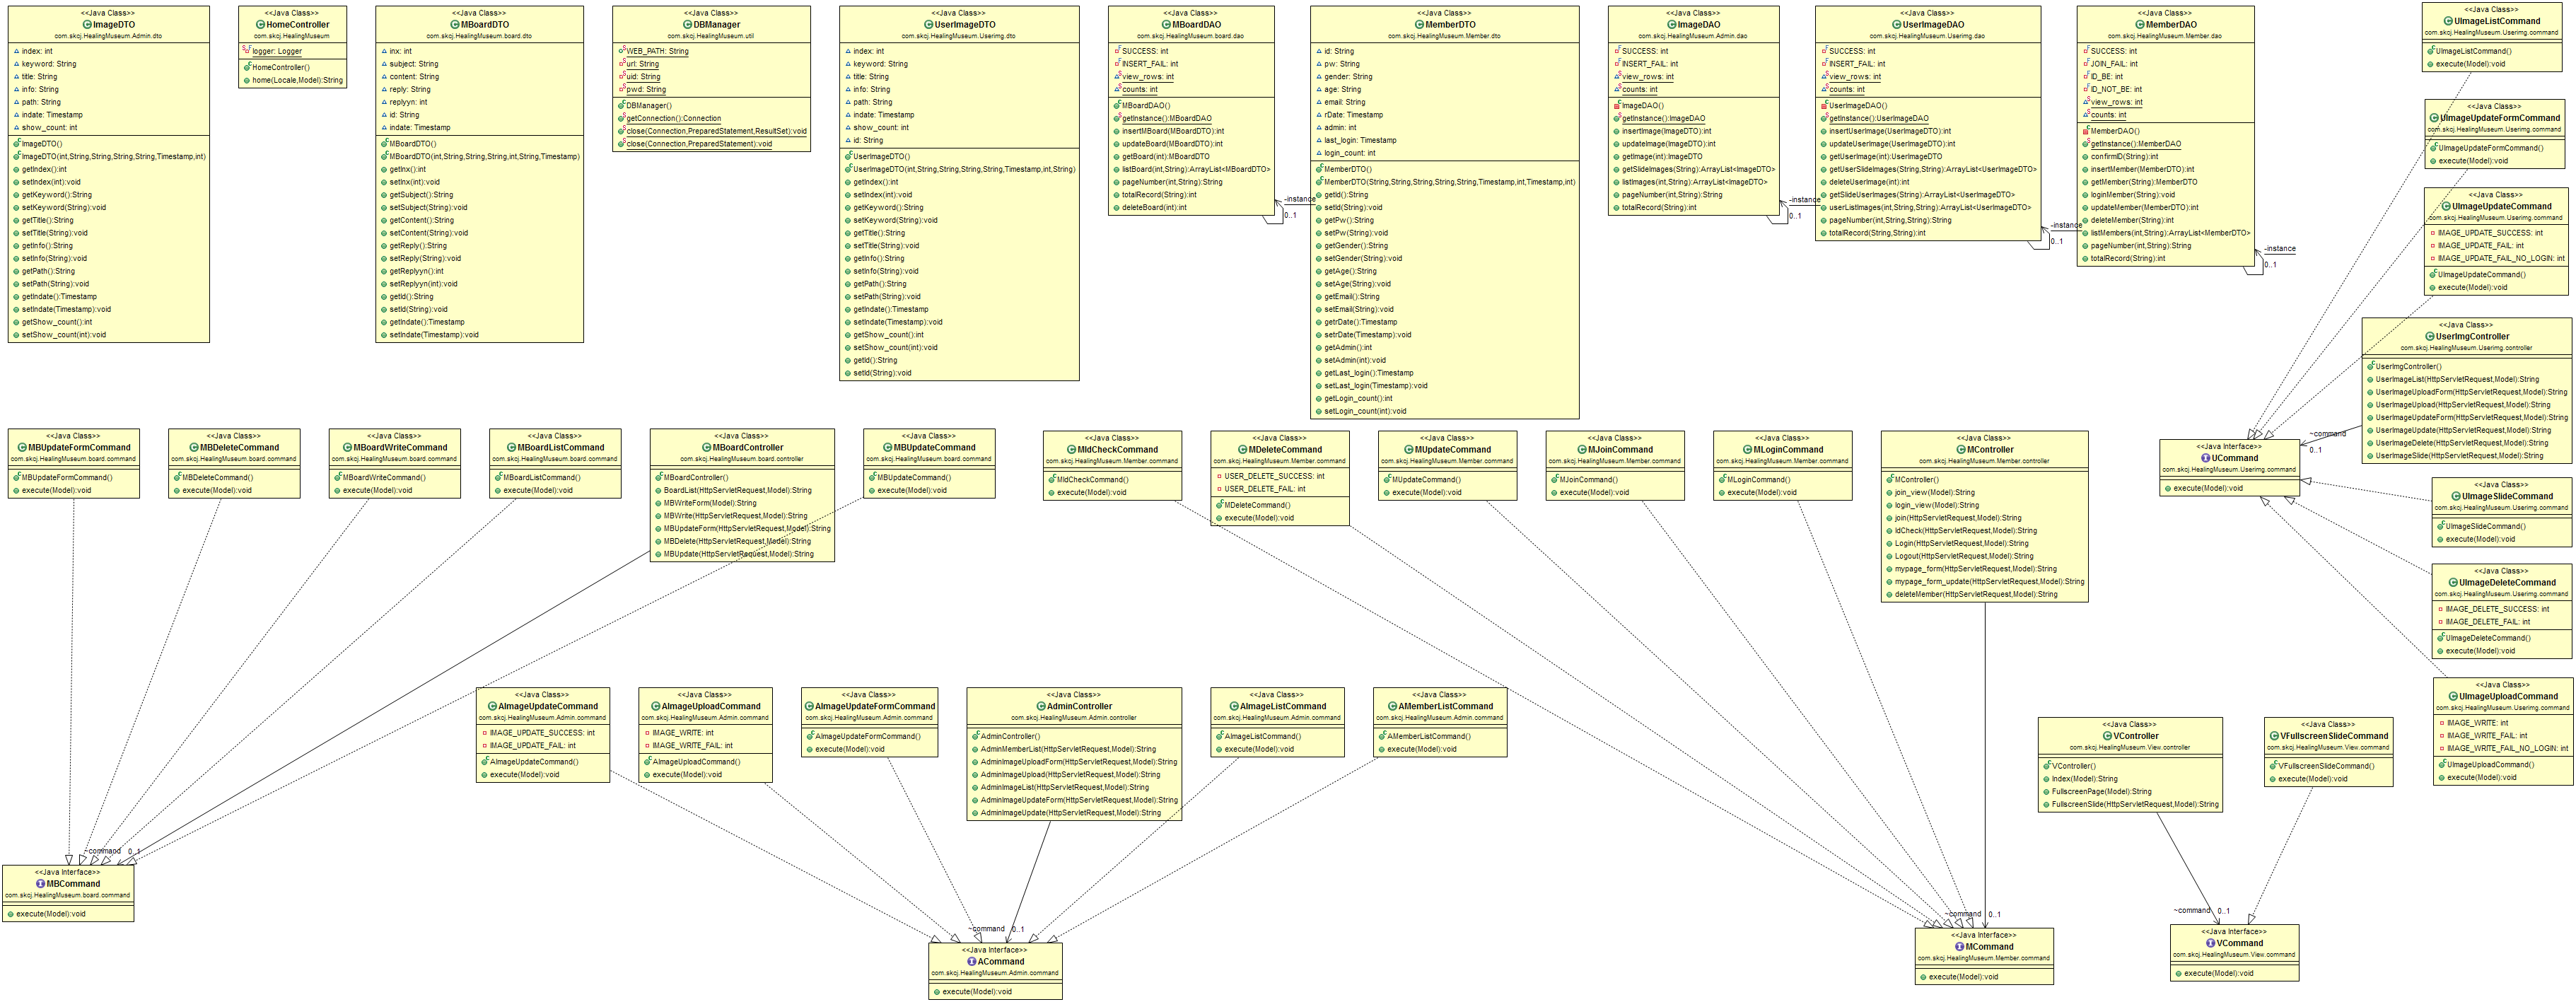 <<Java Class>>
ImageDTO
com.skcj.HealingMuseum.Admin.dto
index: int
keyword: String
title: String
info: String
path: String
indate: Timestamp
show_count: int
ImageDTO()
ImageDTO(int,String,String,String,String,Timestamp,int)
getIndex():int
setIndex(int):void
getKeyword():String
setKeyword(String):void
getTitle():String
setTitle(String):void
getInfo():String
setInfo(String):void
getPath():String
setPath(String):void
getIndate():Timestamp
setIndate(Timestamp):void
getShow_count():int
setShow_count(int):void
<<Java Class>>
HomeController
com.skcj.HealingMuseum
logger: Logger
HomeController()
home(Locale,Model):String
<<Java Class>>
MBoardDTO
com.skcj.HealingMuseum.board.dto
inx: int
subject: String
content: String
reply: String
replyyn: int
id: String
indate: Timestamp
MBoardDTO()
MBoardDTO(int,String,String,String,int,String,Timestamp)
getInx():int
setInx(int):void
getSubject():String
setSubject(String):void
getContent():String
setContent(String):void
getReply():String
setReply(String):void
getReplyyn():int
setReplyyn(int):void
getId():String
setId(String):void
getIndate():Timestamp
setIndate(Timestamp):void
<<Java Class>>
DBManager
com.skcj.HealingMuseum.util
WEB_PATH: String
url: String
uid: String
pwd: String
DBManager()
getConnection():Connection
close(Connection,PreparedStatement,ResultSet):void
close(Connection,PreparedStatement):void
<<Java Class>>
UserImageDTO
com.skcj.HealingMuseum.Userimg.dto
index: int
keyword: String
title: String
info: String
path: String
indate: Timestamp
show_count: int
id: String
UserImageDTO()
UserImageDTO(int,String,String,String,String,Timestamp,int,String)
getIndex():int
setIndex(int):void
getKeyword():String
setKeyword(String):void
getTitle():String
setTitle(String):void
getInfo():String
setInfo(String):void
getPath():String
setPath(String):void
getIndate():Timestamp
setIndate(Timestamp):void
getShow_count():int
setShow_count(int):void
getId():String
setId(String):void
<<Java Class>>
MBoardDAO
com.skcj.HealingMuseum.board.dao
SUCCESS: int
INSERT_FAIL: int
view_rows: int
counts: int
MBoardDAO()
getInstance():MBoardDAO
insertMBoard(MBoardDTO):int
updateBoard(MBoardDTO):int
getBoard(int):MBoardDTO
listBoard(int,String):ArrayList<MBoardDTO>
pageNumber(int,String):String
totalRecord(String):int
deleteBoard(int):int
-instance
0..1
<<Java Class>>
MemberDTO
com.skcj.HealingMuseum.Member.dto
id: String
pw: String
gender: String
age: String
email: String
rDate: Timestamp
admin: int
last_login: Timestamp
login_count: int
MemberDTO()
MemberDTO(String,String,String,String,String,Timestamp,int,Timestamp,int)
getId():String
setId(String):void
getPw():String
setPw(String):void
getGender():String
setGender(String):void
getAge():String
setAge(String):void
getEmail():String
setEmail(String):void
getrDate():Timestamp
setrDate(Timestamp):void
getAdmin():int
setAdmin(int):void
getLast_login():Timestamp
setLast_login(Timestamp):void
getLogin_count():int
setLogin_count(int):void
<<Java Class>>
ImageDAO
com.skcj.HealingMuseum.Admin.dao
SUCCESS: int
INSERT_FAIL: int
view_rows: int
counts: int
ImageDAO()
getInstance():ImageDAO
insertImage(ImageDTO):int
updateImage(ImageDTO):int
getImage(int):ImageDTO
getSlideImages(String,String):ArrayList<ImageDTO>
listImages(int,String):ArrayList<ImageDTO>
pageNumber(int,String):String
totalRecord(String):int
-instance
0..1
<<Java Class>>
UserImageDAO
com.skcj.HealingMuseum.Userimg.dao
SUCCESS: int
INSERT_FAIL: int
view_rows: int
counts: int
UserImageDAO()
getInstance():UserImageDAO
insertUserImage(UserImageDTO):int
updateUserImage(UserImageDTO):int
getUserImage(int):UserImageDTO
getUserSlideImages(String,String):ArrayList<UserImageDTO>
deleteUserImage(int):int
getSlideUserImages(String,String):ArrayList<UserImageDTO>
userListImages(int,String,String):ArrayList<UserImageDTO>
pageNumber(int,String,String):String
totalRecord(String,String):int
-instance
0..1
<<Java Class>>
MemberDAO
com.skcj.HealingMuseum.Member.dao
SUCCESS: int
JOIN_FAIL: int
ID_BE: int
ID_NOT_BE: int
view_rows: int
counts: int
MemberDAO()
getInstance():MemberDAO
confirmID(String):int
insertMember(MemberDTO):int
getMember(String):MemberDTO
loginMember(String):void
updateMember(MemberDTO):int
deleteMember(String):int
listMembers(int,String):ArrayList<MemberDTO>
pageNumber(int,String):String
totalRecord(String):int
-instance
0..1
<<Java Class>>
UImageListCommand
com.skcj.HealingMuseum.Userimg.command
UImageListCommand()
execute(Model):void
<<Java Class>>
UImageUpdateFormCommand
com.skcj.HealingMuseum.Userimg.command
UImageUpdateFormCommand()
execute(Model):void
<<Java Class>>
UImageUpdateCommand
com.skcj.HealingMuseum.Userimg.command
IMAGE_UPDATE_SUCCESS: int
IMAGE_UPDATE_FAIL: int
IMAGE_UPDATE_FAIL_NO_LOGIN: int
UImageUpdateCommand()
execute(Model):void
<<Java Class>>
UserImgController
com.skcj.HealingMuseum.Userimg.controller
UserImgController()
UserImageList(HttpServletRequest,Model):String
UserImageUploadForm(HttpServletRequest,Model):String
UserImageUpload(HttpServletRequest,Model):String
UserImageUpdateForm(HttpServletRequest,Model):String
UserImageUpdate(HttpServletRequest,Model):String
UserImageDelete(HttpServletRequest,Model):String
UserImageSlide(HttpServletRequest,Model):String
~command
0..1
<<Java Class>>
MBUpdateFormCommand
com.skcj.HealingMuseum.board.command
MBUpdateFormCommand()
execute(Model):void
<<Java Class>>
MBDeleteCommand
com.skcj.HealingMuseum.board.command
MBDeleteCommand()
execute(Model):void
<<Java Class>>
MBoardWriteCommand
com.skcj.HealingMuseum.board.command
MBoardWriteCommand()
execute(Model):void
<<Java Class>>
MBoardListCommand
com.skcj.HealingMuseum.board.command
MBoardListCommand()
execute(Model):void
<<Java Class>>
MBoardController
com.skcj.HealingMuseum.board.controller
MBoardController()
BoardList(HttpServletRequest,Model):String
MBWriteForm(Model):String
MBWrite(HttpServletRequest,Model):String
MBUpdateForm(HttpServletRequest,Model):String
MBDelete(HttpServletRequest,Model):String
MBUpdate(HttpServletRequest,Model):String
<<Java Class>>
MBUpdateCommand
com.skcj.HealingMuseum.board.command
MBUpdateCommand()
execute(Model):void
<<Java Class>>
MIdCheckCommand
com.skcj.HealingMuseum.Member.command
MIdCheckCommand()
execute(Model):void
<<Java Class>>
MDeleteCommand
com.skcj.HealingMuseum.Member.command
USER_DELETE_SUCCESS: int
USER_DELETE_FAIL: int
MDeleteCommand()
execute(Model):void
<<Java Class>>
MUpdateCommand
com.skcj.HealingMuseum.Member.command
MUpdateCommand()
execute(Model):void
<<Java Class>>
MJoinCommand
com.skcj.HealingMuseum.Member.command
MJoinCommand()
execute(Model):void
<<Java Class>>
MLoginCommand
com.skcj.HealingMuseum.Member.command
MLoginCommand()
execute(Model):void
<<Java Class>>
MController
com.skcj.HealingMuseum.Member.controller
MController()
join_view(Model):String
login_view(Model):String
join(HttpServletRequest,Model):String
IdCheck(HttpServletRequest,Model):String
Login(HttpServletRequest,Model):String
Logout(HttpServletRequest,Model):String
mypage_form(HttpServletRequest,Model):String
mypage_form_update(HttpServletRequest,Model):String
deleteMember(HttpServletRequest,Model):String
<<Java Interface>>
UCommand
com.skcj.HealingMuseum.Userimg.command
execute(Model):void
<<Java Class>>
UImageSlideCommand
com.skcj.HealingMuseum.Userimg.command
UImageSlideCommand()
execute(Model):void
<<Java Class>>
UImageDeleteCommand
com.skcj.HealingMuseum.Userimg.command
IMAGE_DELETE_SUCCESS: int
IMAGE_DELETE_FAIL: int
UImageDeleteCommand()
execute(Model):void
<<Java Class>>
UImageUploadCommand
com.skcj.HealingMuseum.Userimg.command
IMAGE_WRITE: int
IMAGE_WRITE_FAIL: int
IMAGE_WRITE_FAIL_NO_LOGIN: int
UImageUploadCommand()
execute(Model):void
<<Java Class>>
AImageUpdateCommand
com.skcj.HealingMuseum.Admin.command
IMAGE_UPDATE_SUCCESS: int
IMAGE_UPDATE_FAIL: int
AImageUpdateCommand()
execute(Model):void
<<Java Class>>
AImageUploadCommand
com.skcj.HealingMuseum.Admin.command
IMAGE_WRITE: int
IMAGE_WRITE_FAIL: int
AImageUploadCommand()
execute(Model):void
<<Java Class>>
AImageUpdateFormCommand
com.skcj.HealingMuseum.Admin.command
AImageUpdateFormCommand()
execute(Model):void
<<Java Class>>
AdminController
com.skcj.HealingMuseum.Admin.controller
AdminController()
AdminMemberList(HttpServletRequest,Model):String
AdminImageUploadForm(HttpServletRequest,Model):String
AdminImageUpload(HttpServletRequest,Model):String
AdminImageList(HttpServletRequest,Model):String
AdminImageUpdateForm(HttpServletRequest,Model):String
AdminImageUpdate(HttpServletRequest,Model):String
<<Java Class>>
AImageListCommand
com.skcj.HealingMuseum.Admin.command
AImageListCommand()
execute(Model):void
<<Java Class>>
AMemberListCommand
com.skcj.HealingMuseum.Admin.command
AMemberListCommand()
execute(Model):void
<<Java Class>>
VController
com.skcj.HealingMuseum.View.controller
VController()
Index(Model):String
FullscreenPage(Model):String
FullscreenSlide(HttpServletRequest,Model):String
<<Java Class>>
VFullscreenSlideCommand
com.skcj.HealingMuseum.View.command
VFullscreenSlideCommand()
execute(Model):void
~command
0..1
<<Java Interface>>
MBCommand
com.skcj.HealingMuseum.board.command
execute(Model):void
~command
0..1
<<Java Interface>>
ACommand
com.skcj.HealingMuseum.Admin.command
execute(Model):void
~command
0..1
<<Java Interface>>
MCommand
com.skcj.HealingMuseum.Member.command
execute(Model):void
~command
0..1
<<Java Interface>>
VCommand
com.skcj.HealingMuseum.View.command
execute(Model):void